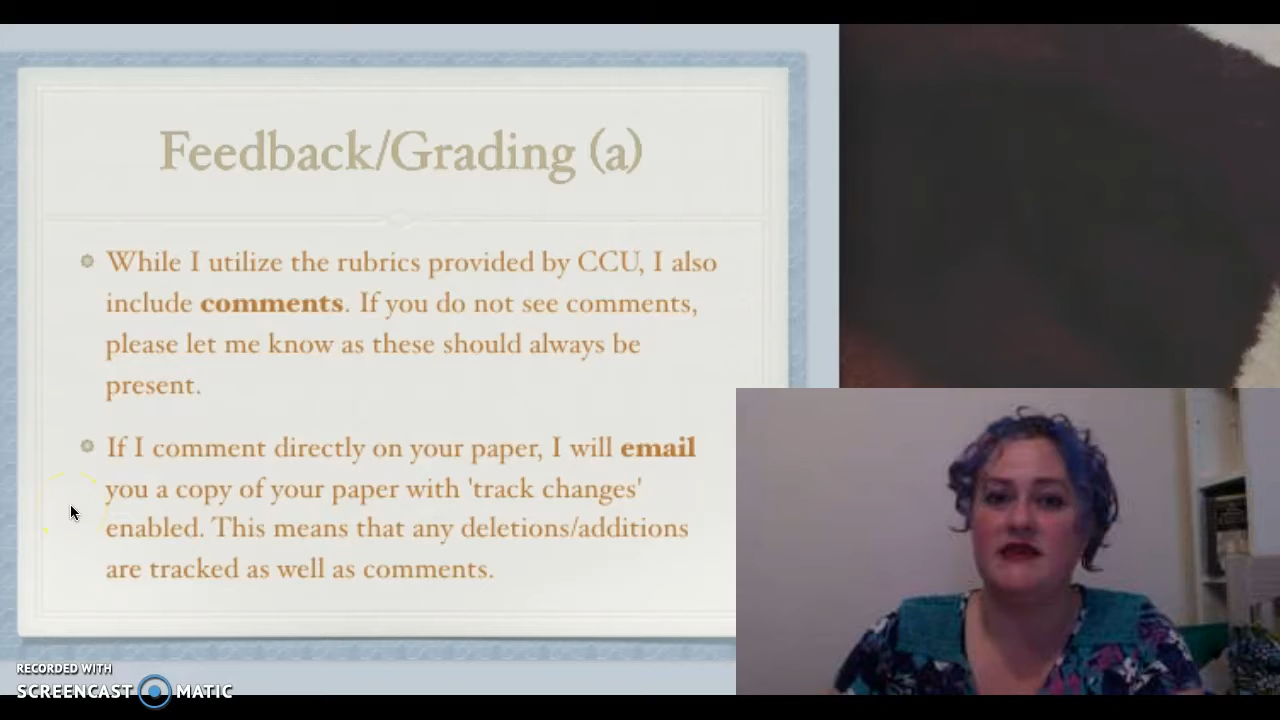 Feedback/Grading (a)
While I utilize the rubrics provided by CCU, I also
include comments. If you do not see comments,
please let me know as these should always be
present.
If I comment directly on your paper, I will email
you a copy of your paper with 'track changes'
enabled. This means that any deletions/additions
are tracked as well as comments.
RECORDED WITH
SCREENCAST MATIC